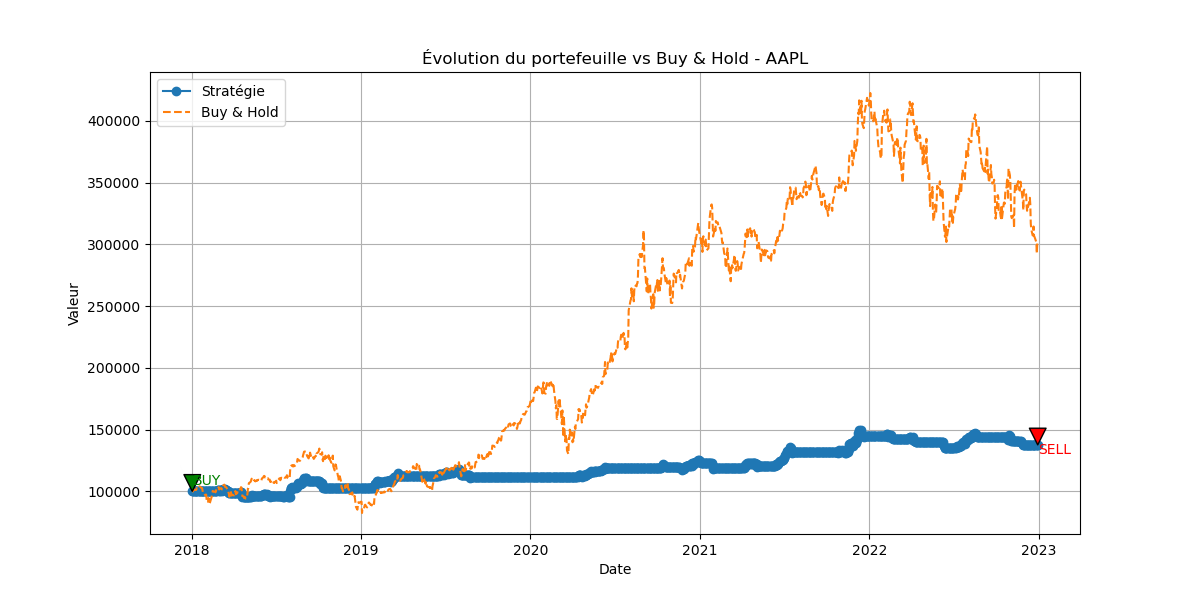 Évolution du portefeuille vs Buy & Hold - AAPL
Stratégie
Buy & Hold
400000
350000
300000
250000
200000
150000
100000
Valeur
BUY
SELL
2018
2019
2020
2021
2022
2023
Date